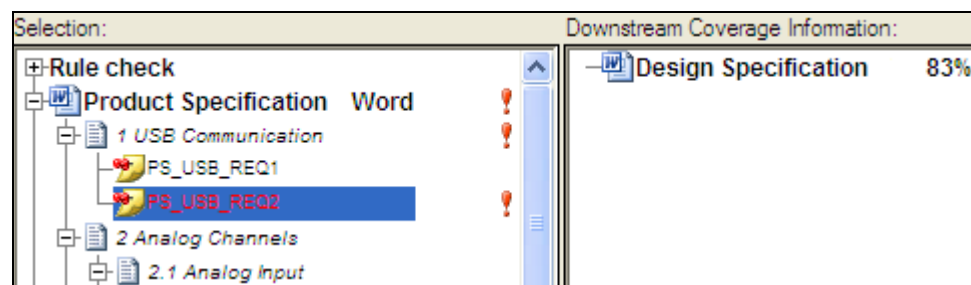 Selection:
Downstream Coverage Information:
Rule check
Product Specification Word
1 USB Communication
PS_USB_REQ1
PS_USB_REQ2
2 Analog Channels
2.1 Analog Input
Design Specification 83%